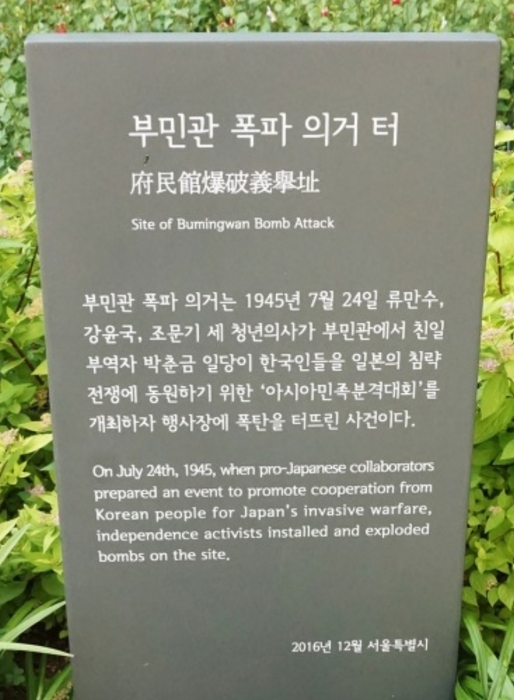 부민관 폭파 의거 터
府民館爆破義擧址
Site of Bumingwan Bomb Attack
부민관 폭파 의거는 1945년 7월 24일 류만수,
강윤국, 조문기 세 청년의사가 부민관에서 친일
부역자 박춘금 일당이 한국인들을 일본의 침략
전쟁에 동원하기 위한 '아시아민족분격대회'를
개최하자 행사장에 폭탄을 터뜨린 사건이다.
On July 24th, 1945, when pro-Japanese collaborators
prepared an event to promote cooperation from
Korean people for Japan's invasive warfare,
independence activists installed and exploded
bombs on the site.
2016년 12월 서울특별시